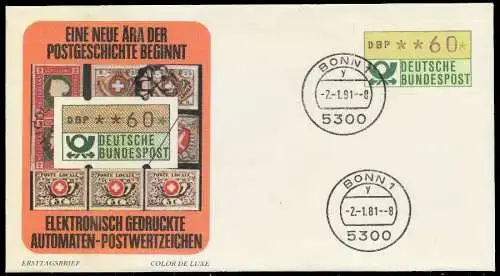 EINE NEUE ÄRA DER
POSTGESCHICHTE BEGINNT
DBP **60*
DEUTSCHE
BUNDESPOST
POSTE LOCALE POSTE LOCALE POSTE LOCALE
ELEKTRONISCH GEDRUCKTE
AUTOMATEN-POSTWERTZEICHEN
ERSTTAGSBRIEF COLOR DE LUXE
DBP **60*
DEUTSCHE
BUNDESPOST
BONN 1
y
-2.-1.81--8
5300
BONN 1
y
-2.-1.81--8
5300